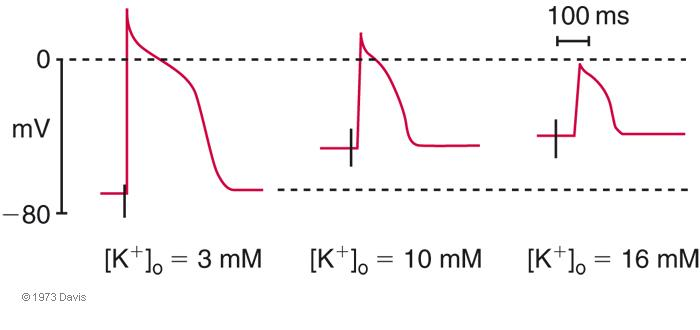 100 ms
0
mV
−80
[K⁺]ₒ = 3 mM
[K⁺]ₒ = 10 mM
[K⁺]ₒ = 16 mM
© 1973 Davis